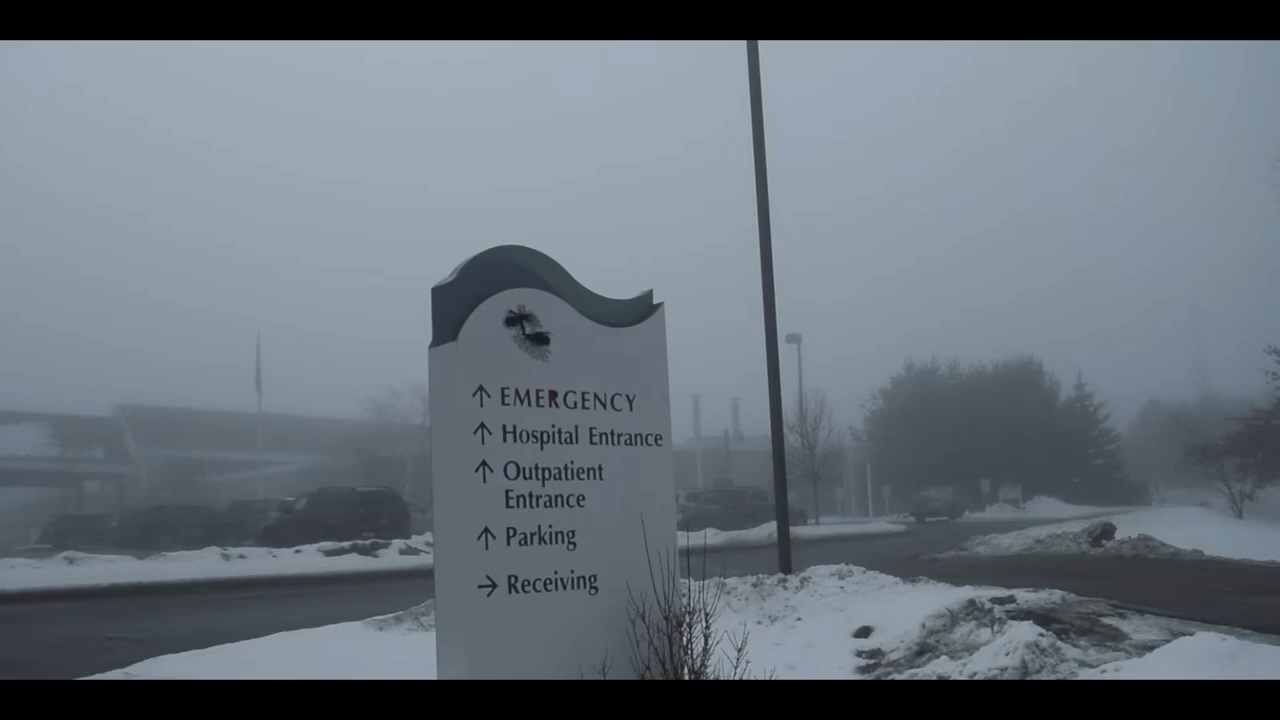 ↑ EMERGENCY
↑ Hospital Entrance
↑ Outpatient
Entrance
↑ Parking
→ Receiving